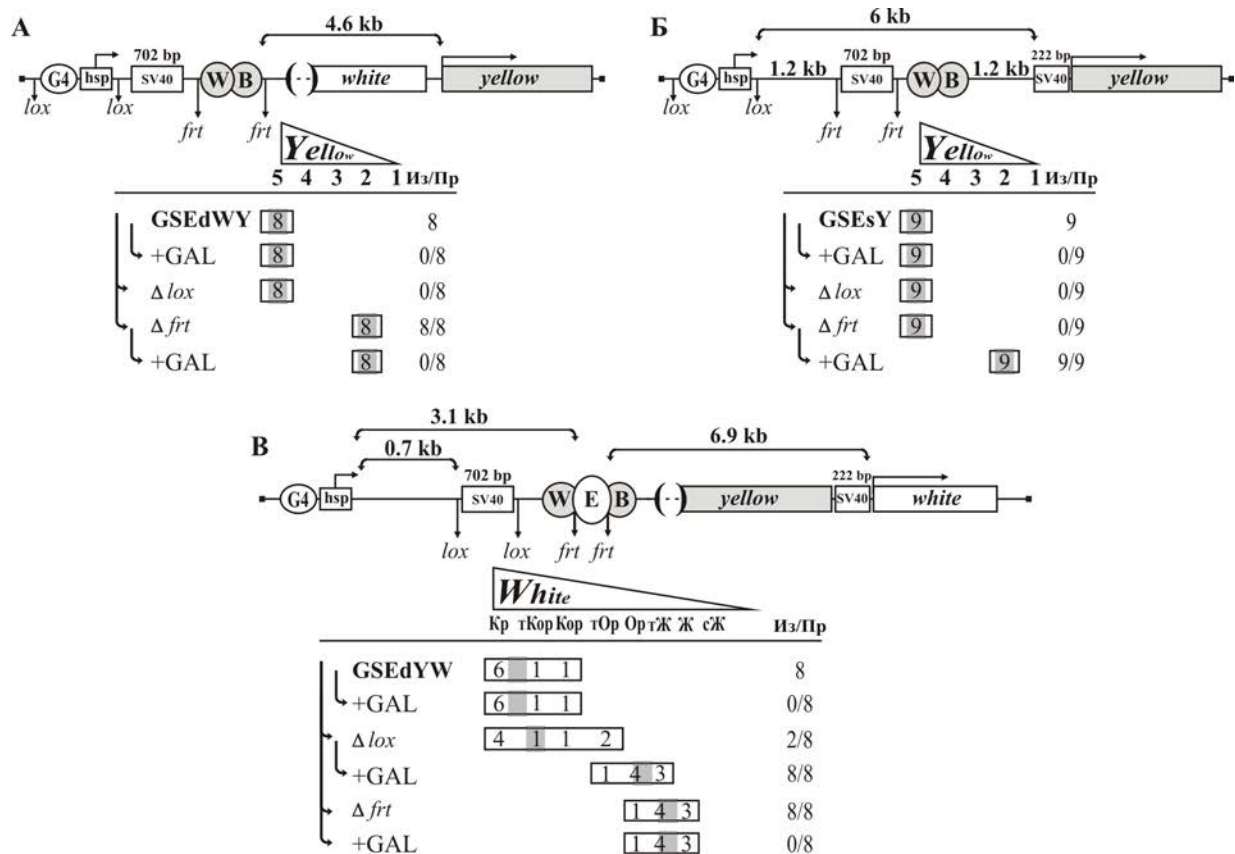 А
4.6 kb
702 bp
G4 hsp SV40 W B (--) white yellow
lox lox frt frt
Yellow
5 4 3 2 1 Из/Пр
GSEdWY 8 8
+GAL 8 0/8
Δ lox 8 0/8
Δ frt 8 8/8
+GAL 8 0/8
Б
6 kb
702 bp 222 bp
1.2 kb 1.2 kb
G4 hsp SV40 W B SV40 yellow
lox lox frt frt
Yellow
5 4 3 2 1 Из/Пр
GSEsY 9 9
+GAL 9 0/9
Δ lox 9 0/9
Δ frt 9 0/9
+GAL 9 9/9
В
3.1 kb
0.7 kb 6.9 kb
702 bp 222 bp
G4 hsp SV40 W E B (--) yellow SV40 white
lox lox frt frt
White
Кр тКор Кор тОр Ор тЖ Ж сЖ Из/Пр
GSEdYW 6 1 1 8
+GAL 6 1 1 0/8
Δ lox 4 1 1 2 2/8
+GAL 1 4 3 8/8
Δ frt 1 4 3 8/8
+GAL 1 4 3 0/8